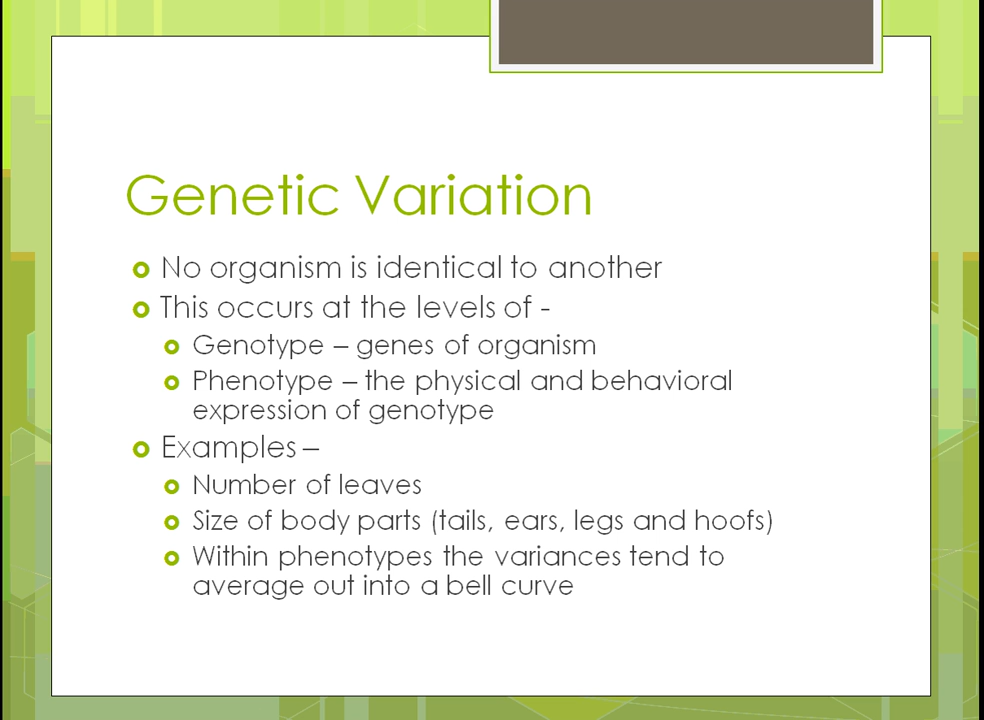 Genetic Variation
No organism is identical to another
This occurs at the levels of -
Genotype – genes of organism
Phenotype – the physical and behavioral
expression of genotype
Examples –
Number of leaves
Size of body parts (tails, ears, legs and hoofs)
Within phenotypes the variances tend to
average out into a bell curve